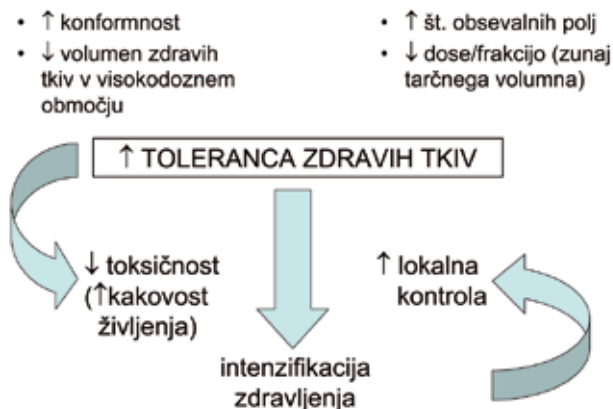 • ↑ konformnost
• ↓ volumen zdravih
tkiv v visokodoznem
območju
• ↑ št. obsevalnih polj
• ↓ dose/frakcijo (zunaj
tarčnega volumna)
↑ TOLERANCA ZDRAVIH TKIV
↓ toksičnost
(↑kakovost
življenja)
↑ lokalna
kontrola
intenzifikacija
zdravljenja